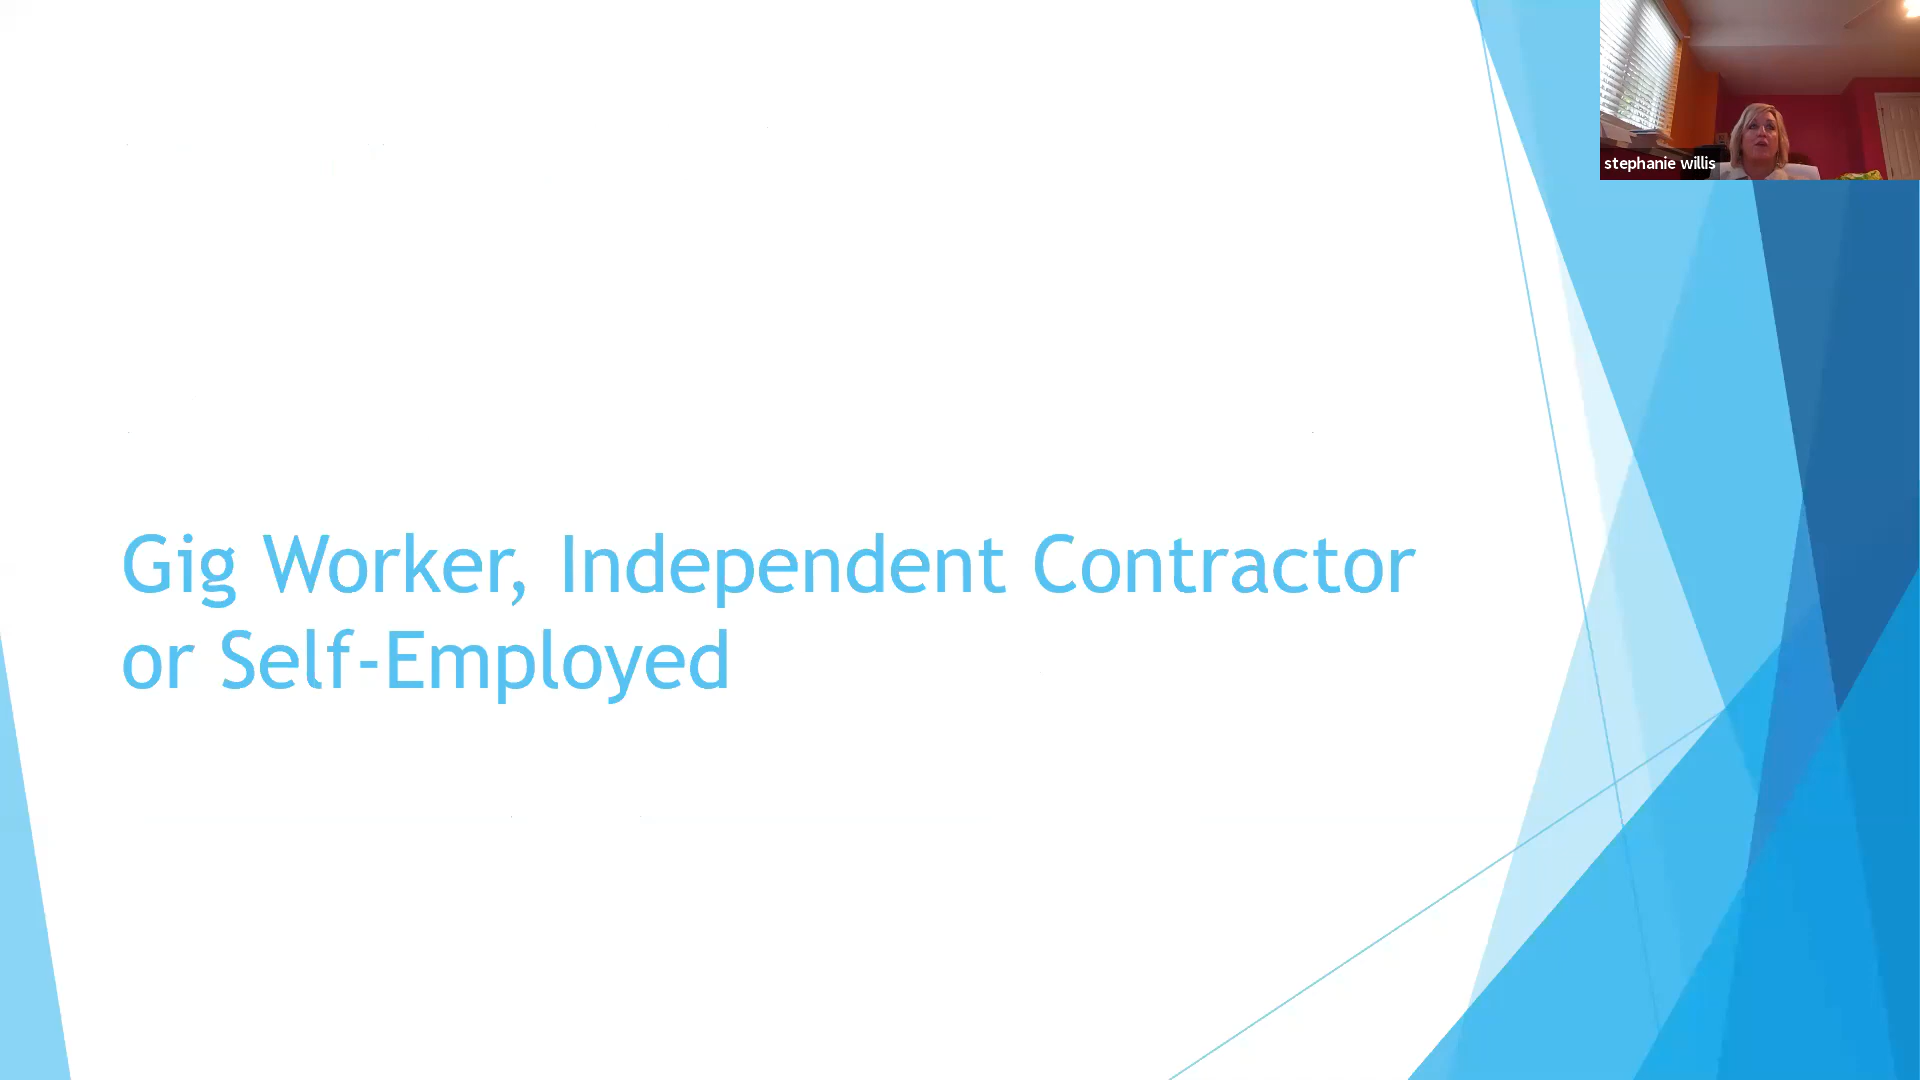 stephanie willis
Gig Worker, Independent Contractor
or Self-Employed